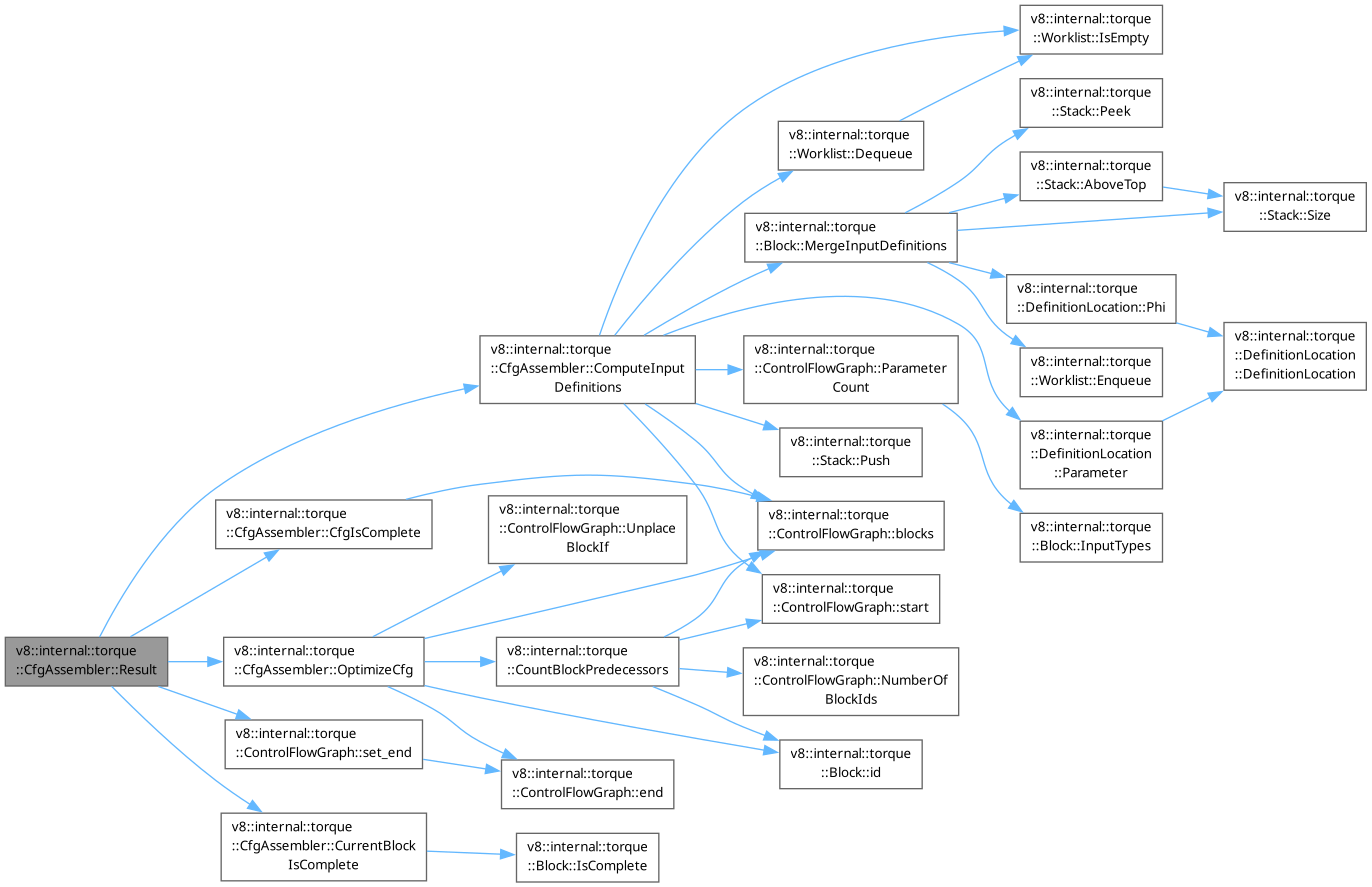 v8::internal::torque
::Worklist::IsEmpty
v8::internal::torque
::Stack::Peek
v8::internal::torque
::Worklist::Dequeue
v8::internal::torque
::Stack::AboveTop
v8::internal::torque
::Stack::Size
v8::internal::torque
::Block::MergeInputDefinitions
v8::internal::torque
::DefinitionLocation::Phi
v8::internal::torque
::DefinitionLocation
::DefinitionLocation
v8::internal::torque
::CfgAssembler::ComputeInput
Definitions
v8::internal::torque
::ControlFlowGraph::Parameter
Count
v8::internal::torque
::Worklist::Enqueue
v8::internal::torque
::Stack::Push
v8::internal::torque
::DefinitionLocation
::Parameter
v8::internal::torque
::CfgAssembler::CfgIsComplete
v8::internal::torque
::ControlFlowGraph::Unplace
BlockIf
v8::internal::torque
::ControlFlowGraph::blocks
v8::internal::torque
::Block::InputTypes
v8::internal::torque
::ControlFlowGraph::start
v8::internal::torque
::CfgAssembler::Result
v8::internal::torque
::CfgAssembler::OptimizeCfg
v8::internal::torque
::CountBlockPredecessors
v8::internal::torque
::ControlFlowGraph::NumberOf
BlockIds
v8::internal::torque
::ControlFlowGraph::set_end
v8::internal::torque
::ControlFlowGraph::end
v8::internal::torque
::Block::id
v8::internal::torque
::CfgAssembler::CurrentBlock
IsComplete
v8::internal::torque
::Block::IsComplete